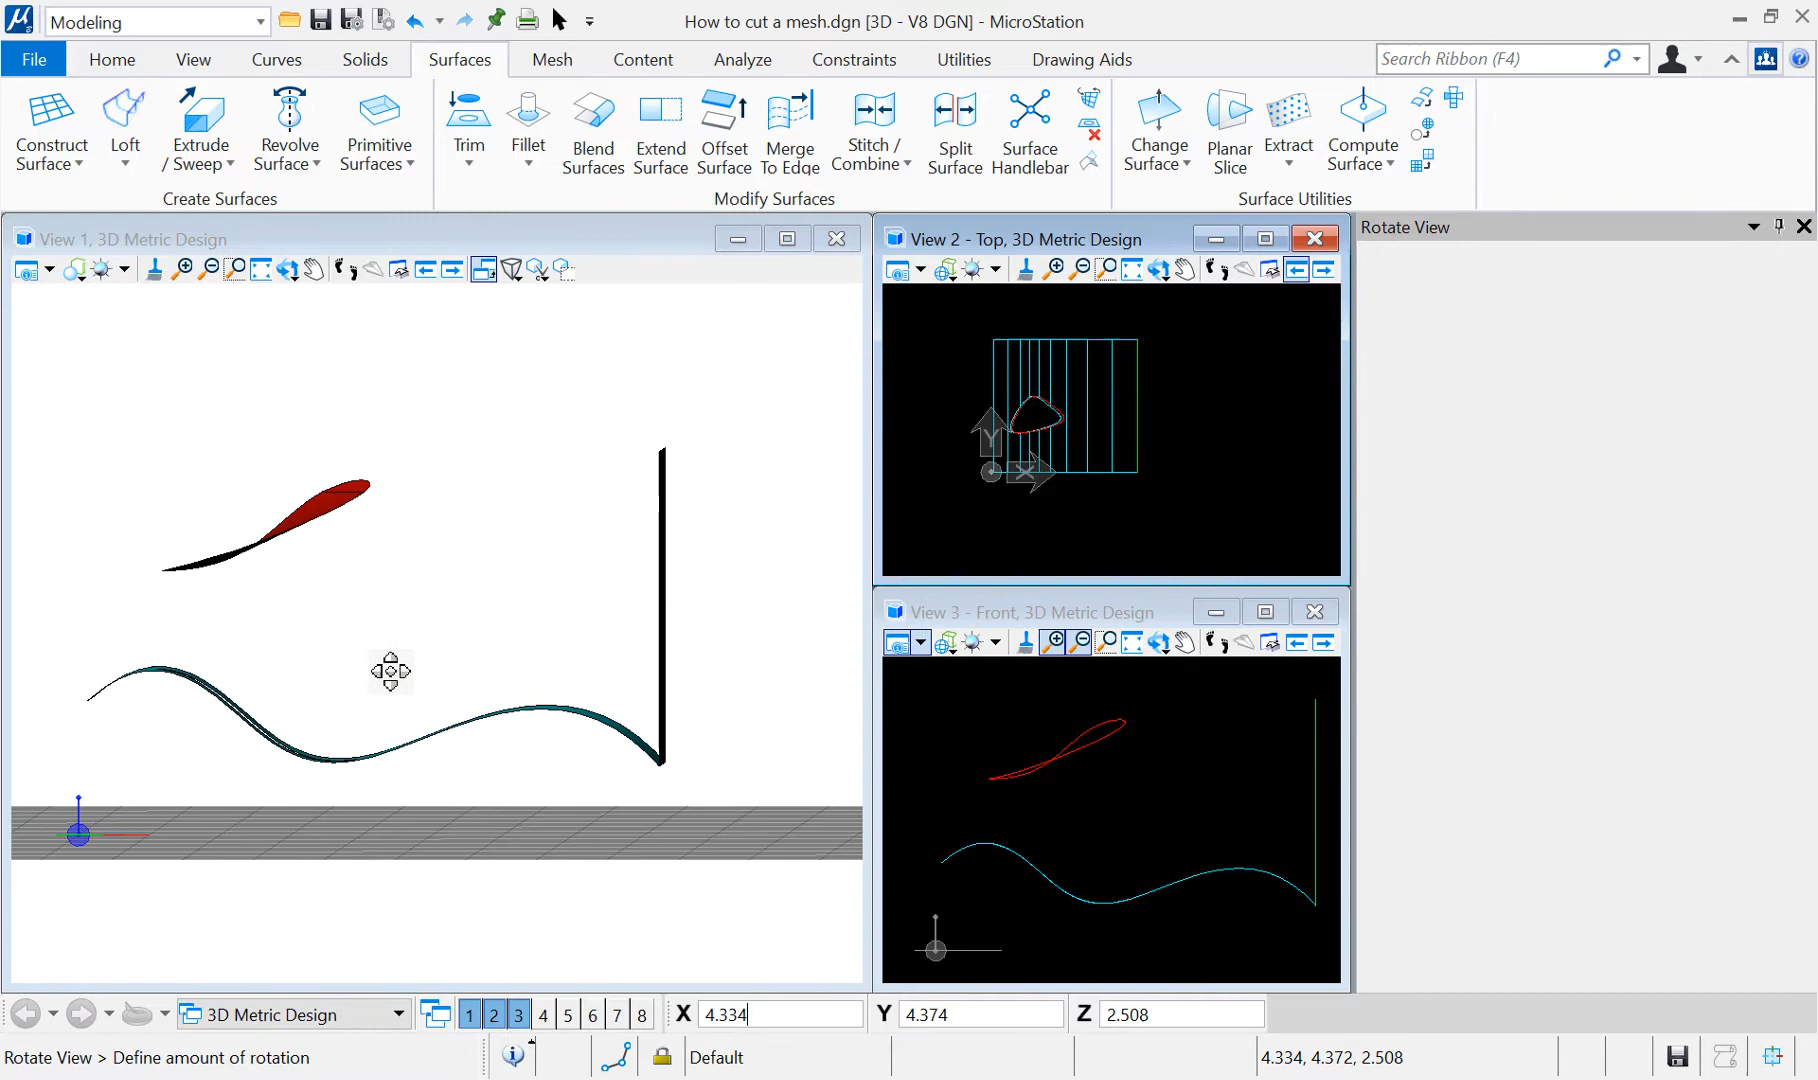 Modeling
How to cut a mesh.dgn [3D - V8 DGN] - MicroStation
File Home View Curves Solids Surfaces Mesh Content Analyze Constraints Utilities Drawing Aids
Search Ribbon (F4)
Construct Surface
Loft
Extrude / Sweep
Revolve Surface
Primitive Surfaces
Trim
Fillet
Blend Surfaces
Extend Surface
Offset Surface
Merge To Edge
Stitch / Combine
Split Surface
Surface Handlebar
Change Surface
Planar Slice
Extract
Compute Surface
Create Surfaces
Modify Surfaces
Surface Utilities
View 1, 3D Metric Design
View 2 - Top, 3D Metric Design
Rotate View
Y
X
View 3 - Front, 3D Metric Design
3D Metric Design
1 2 3 4 5 6 7 8
X 4.334
Y 4.374
Z 2.508
Rotate View > Define amount of rotation
Default
4.334, 4.372, 2.508